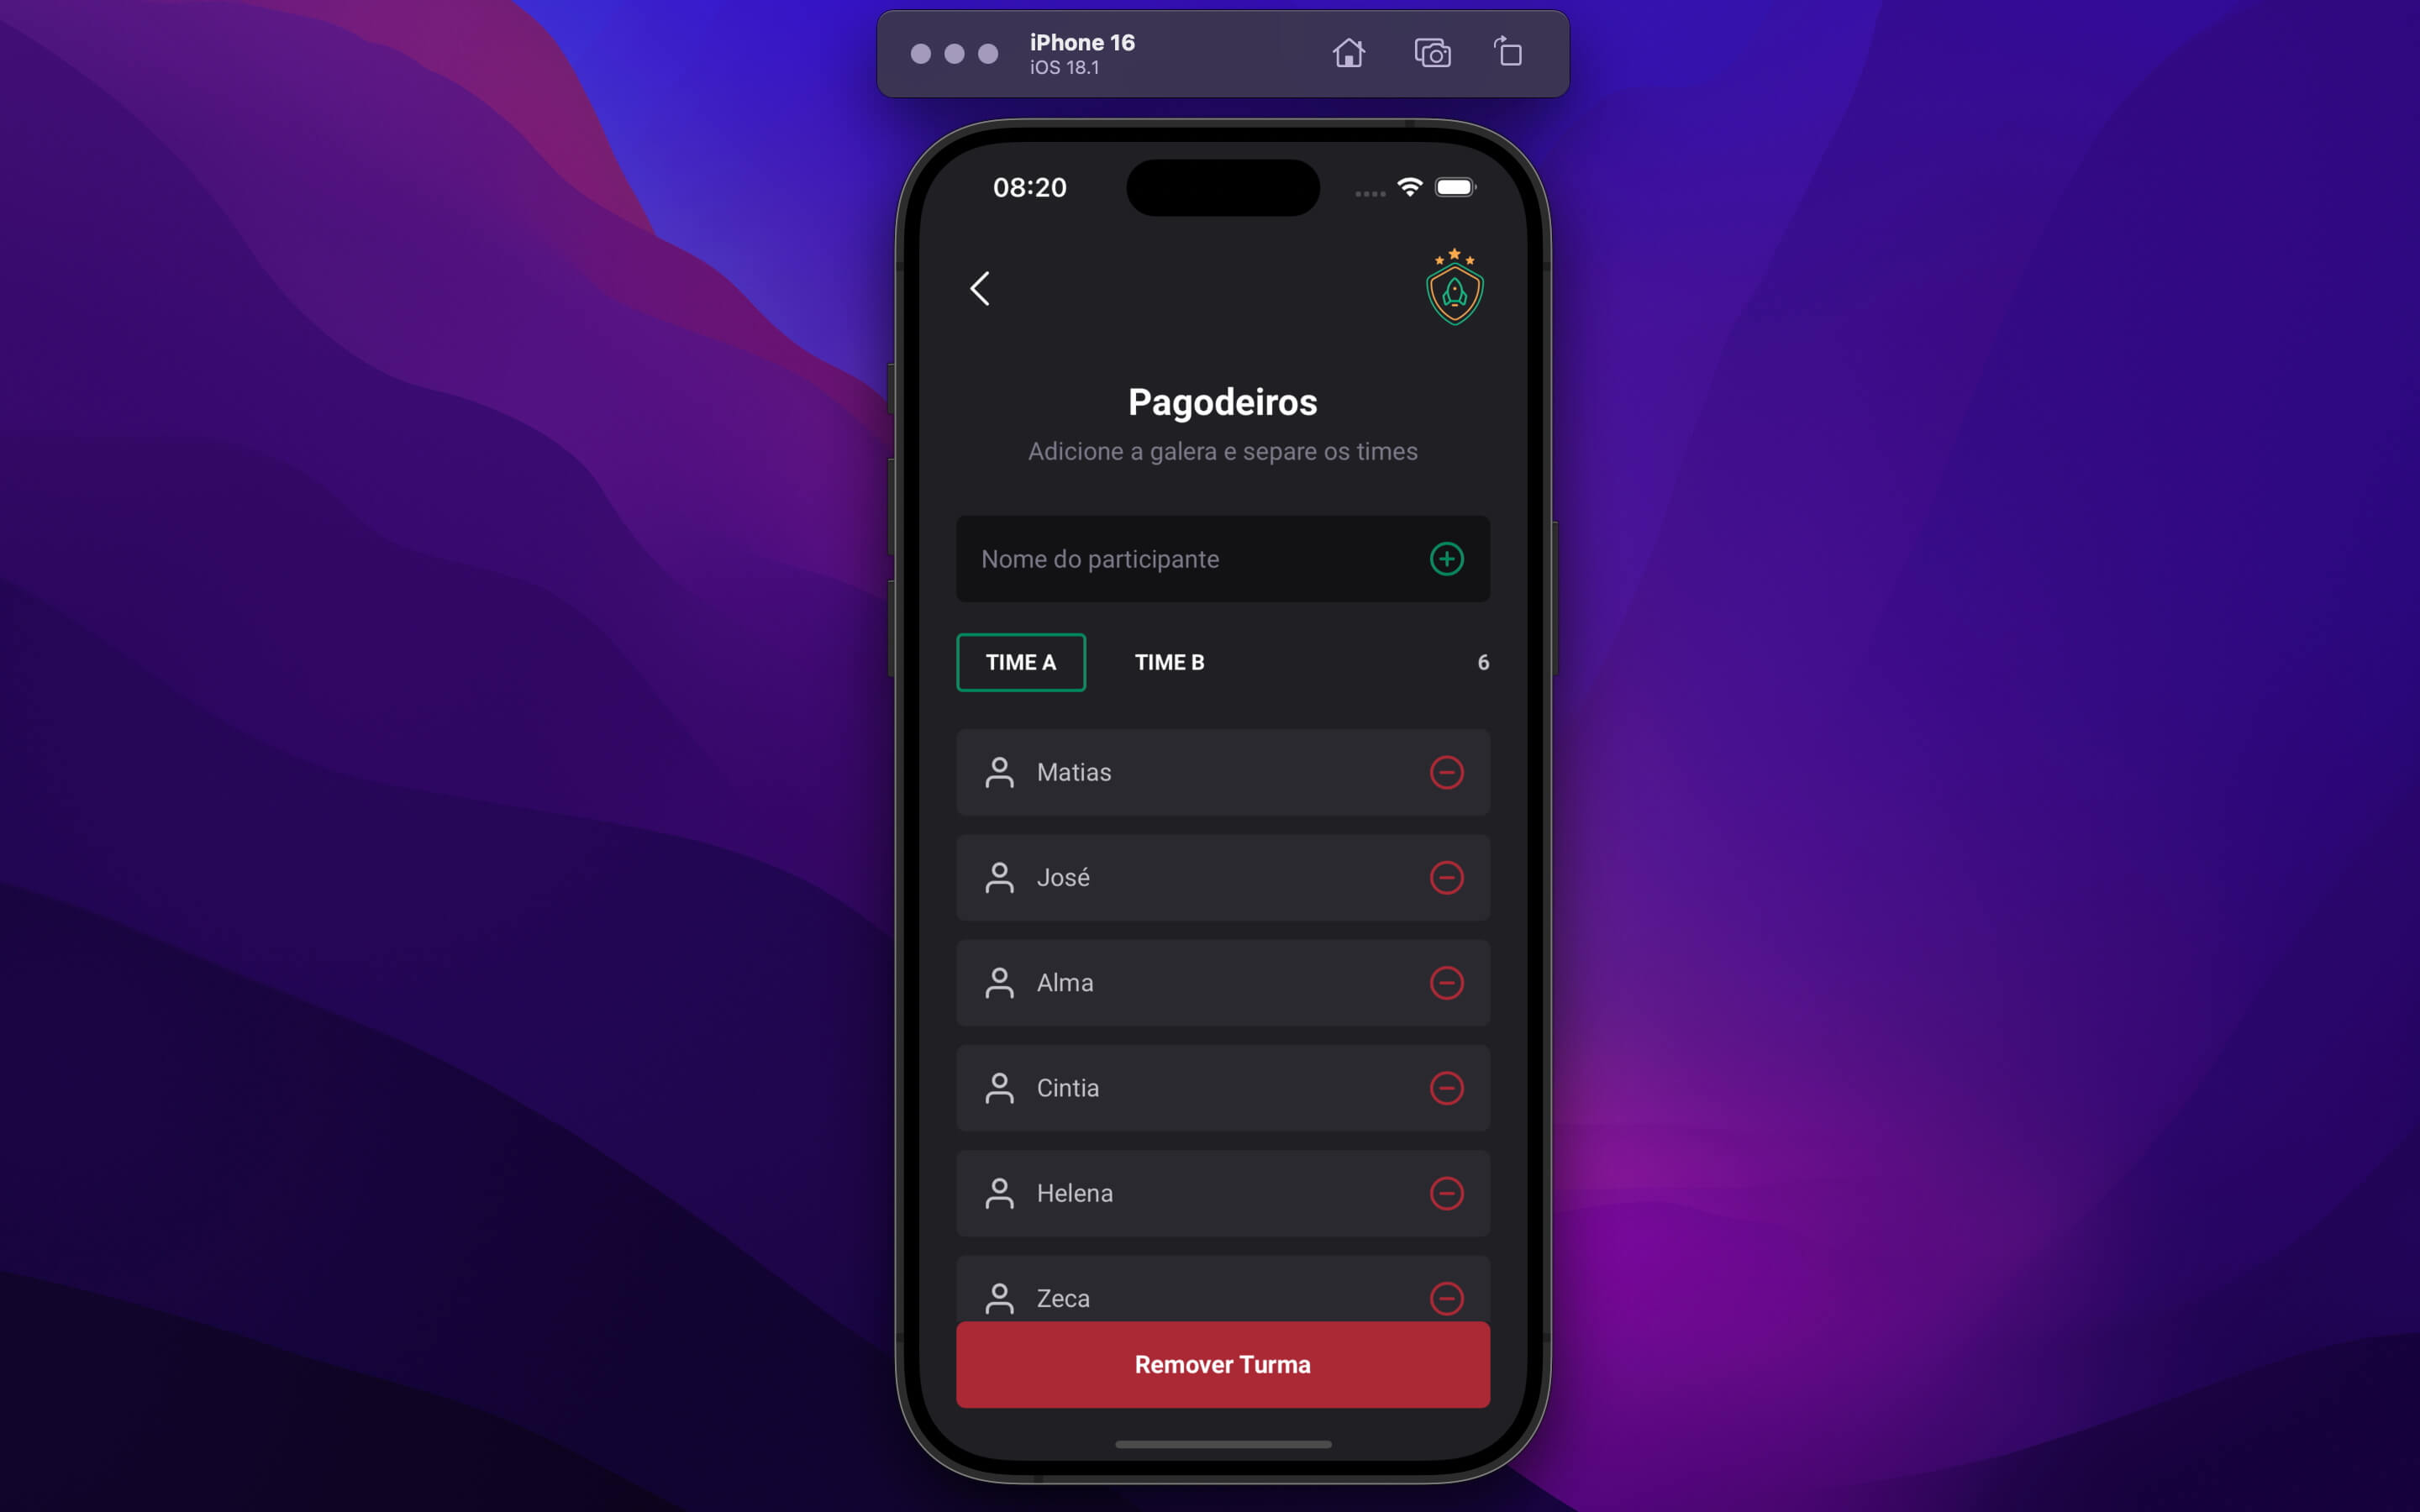 iPhone 16
iOS 18.1
08:20
Pagodeiros
Adicione a galera e separe os times
Nome do participante
TIME A TIME B 6
Matias
José
Alma
Cintia
Helena
Zeca
Remover Turma